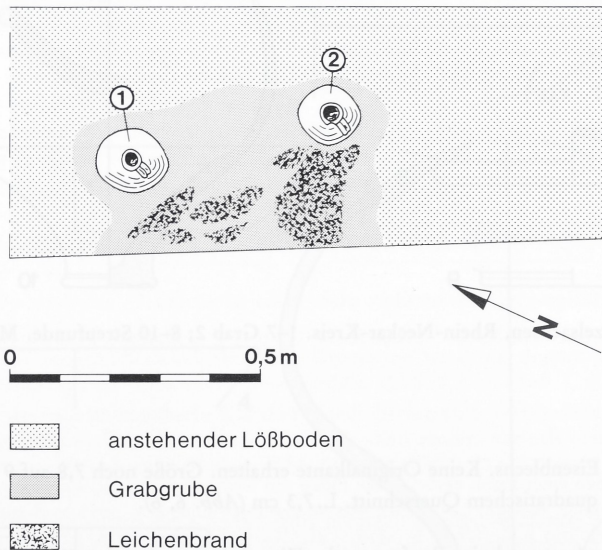 2
1
N
0 0,5 m
anstehender Lößboden
Grabgrube
Leichenbrand